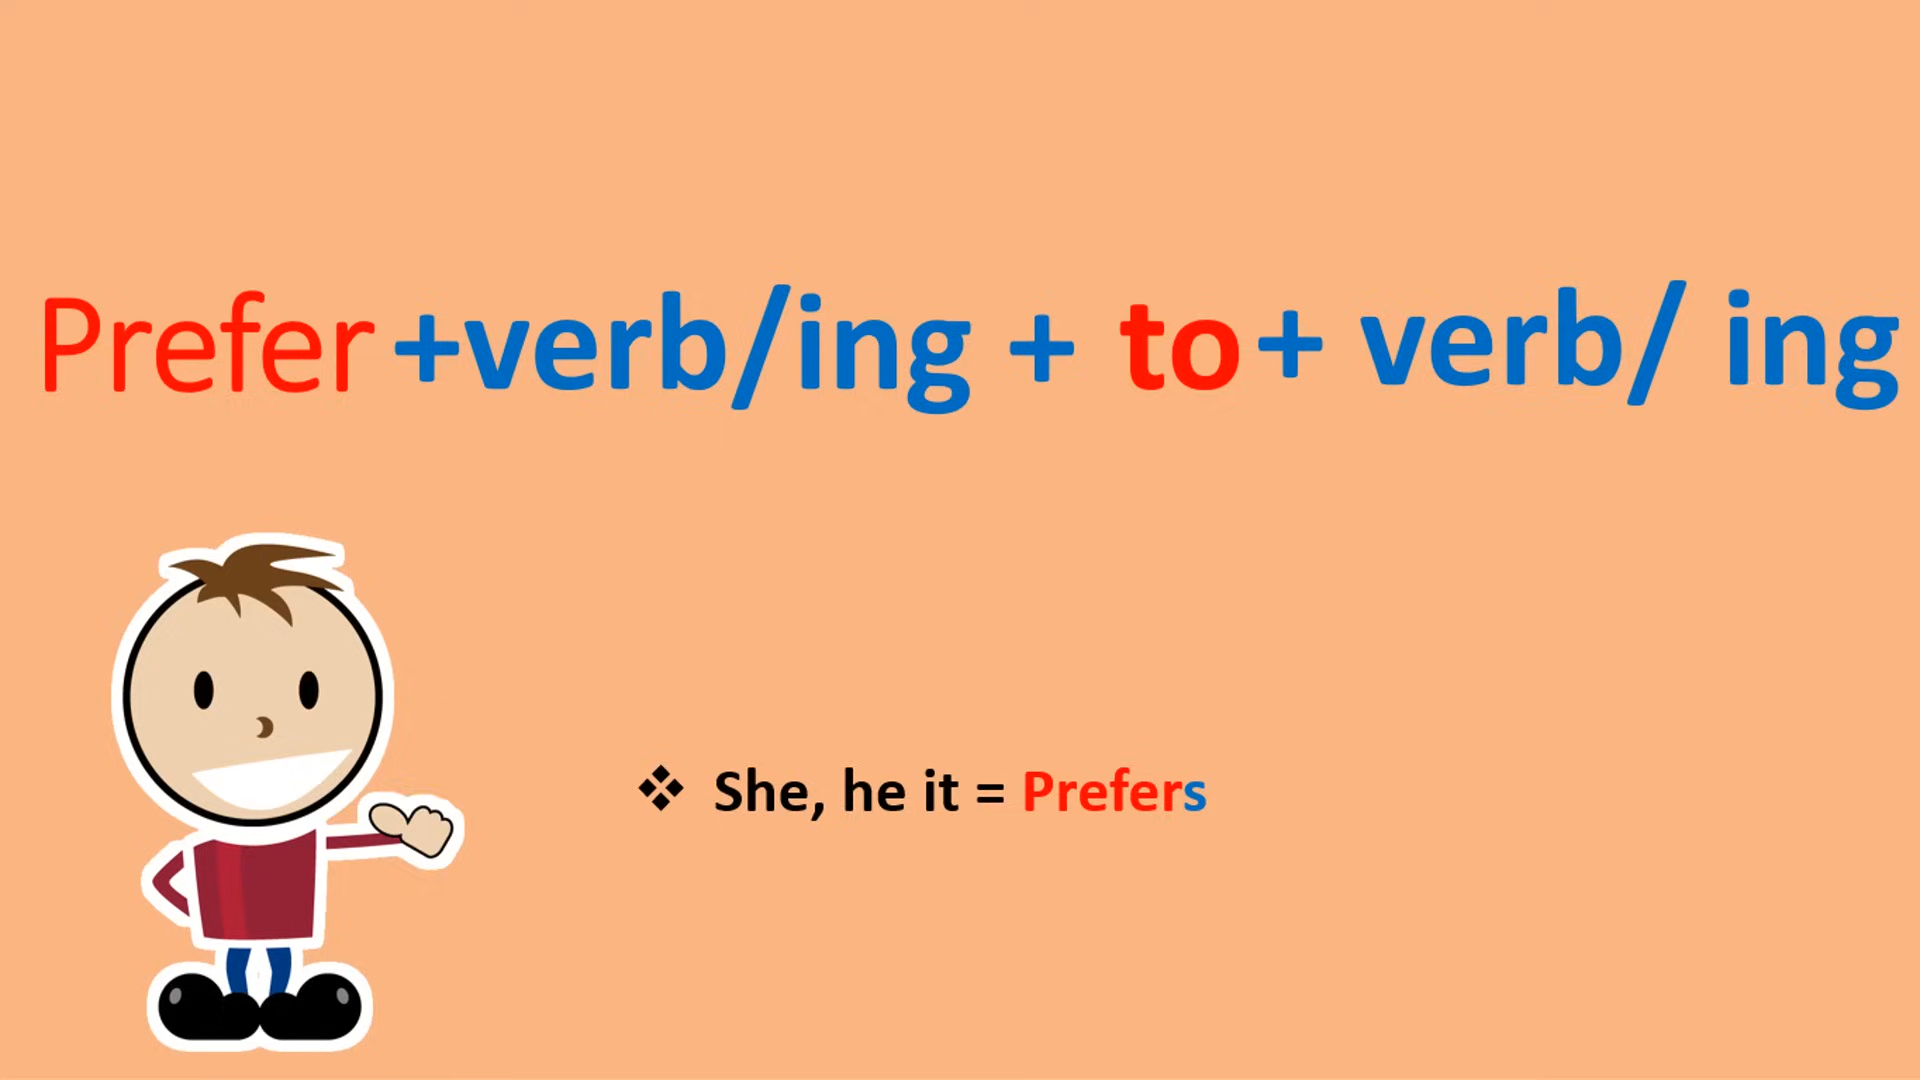 Prefer +verb/ing + to + verb/ ing
❖ She, he it = Prefers